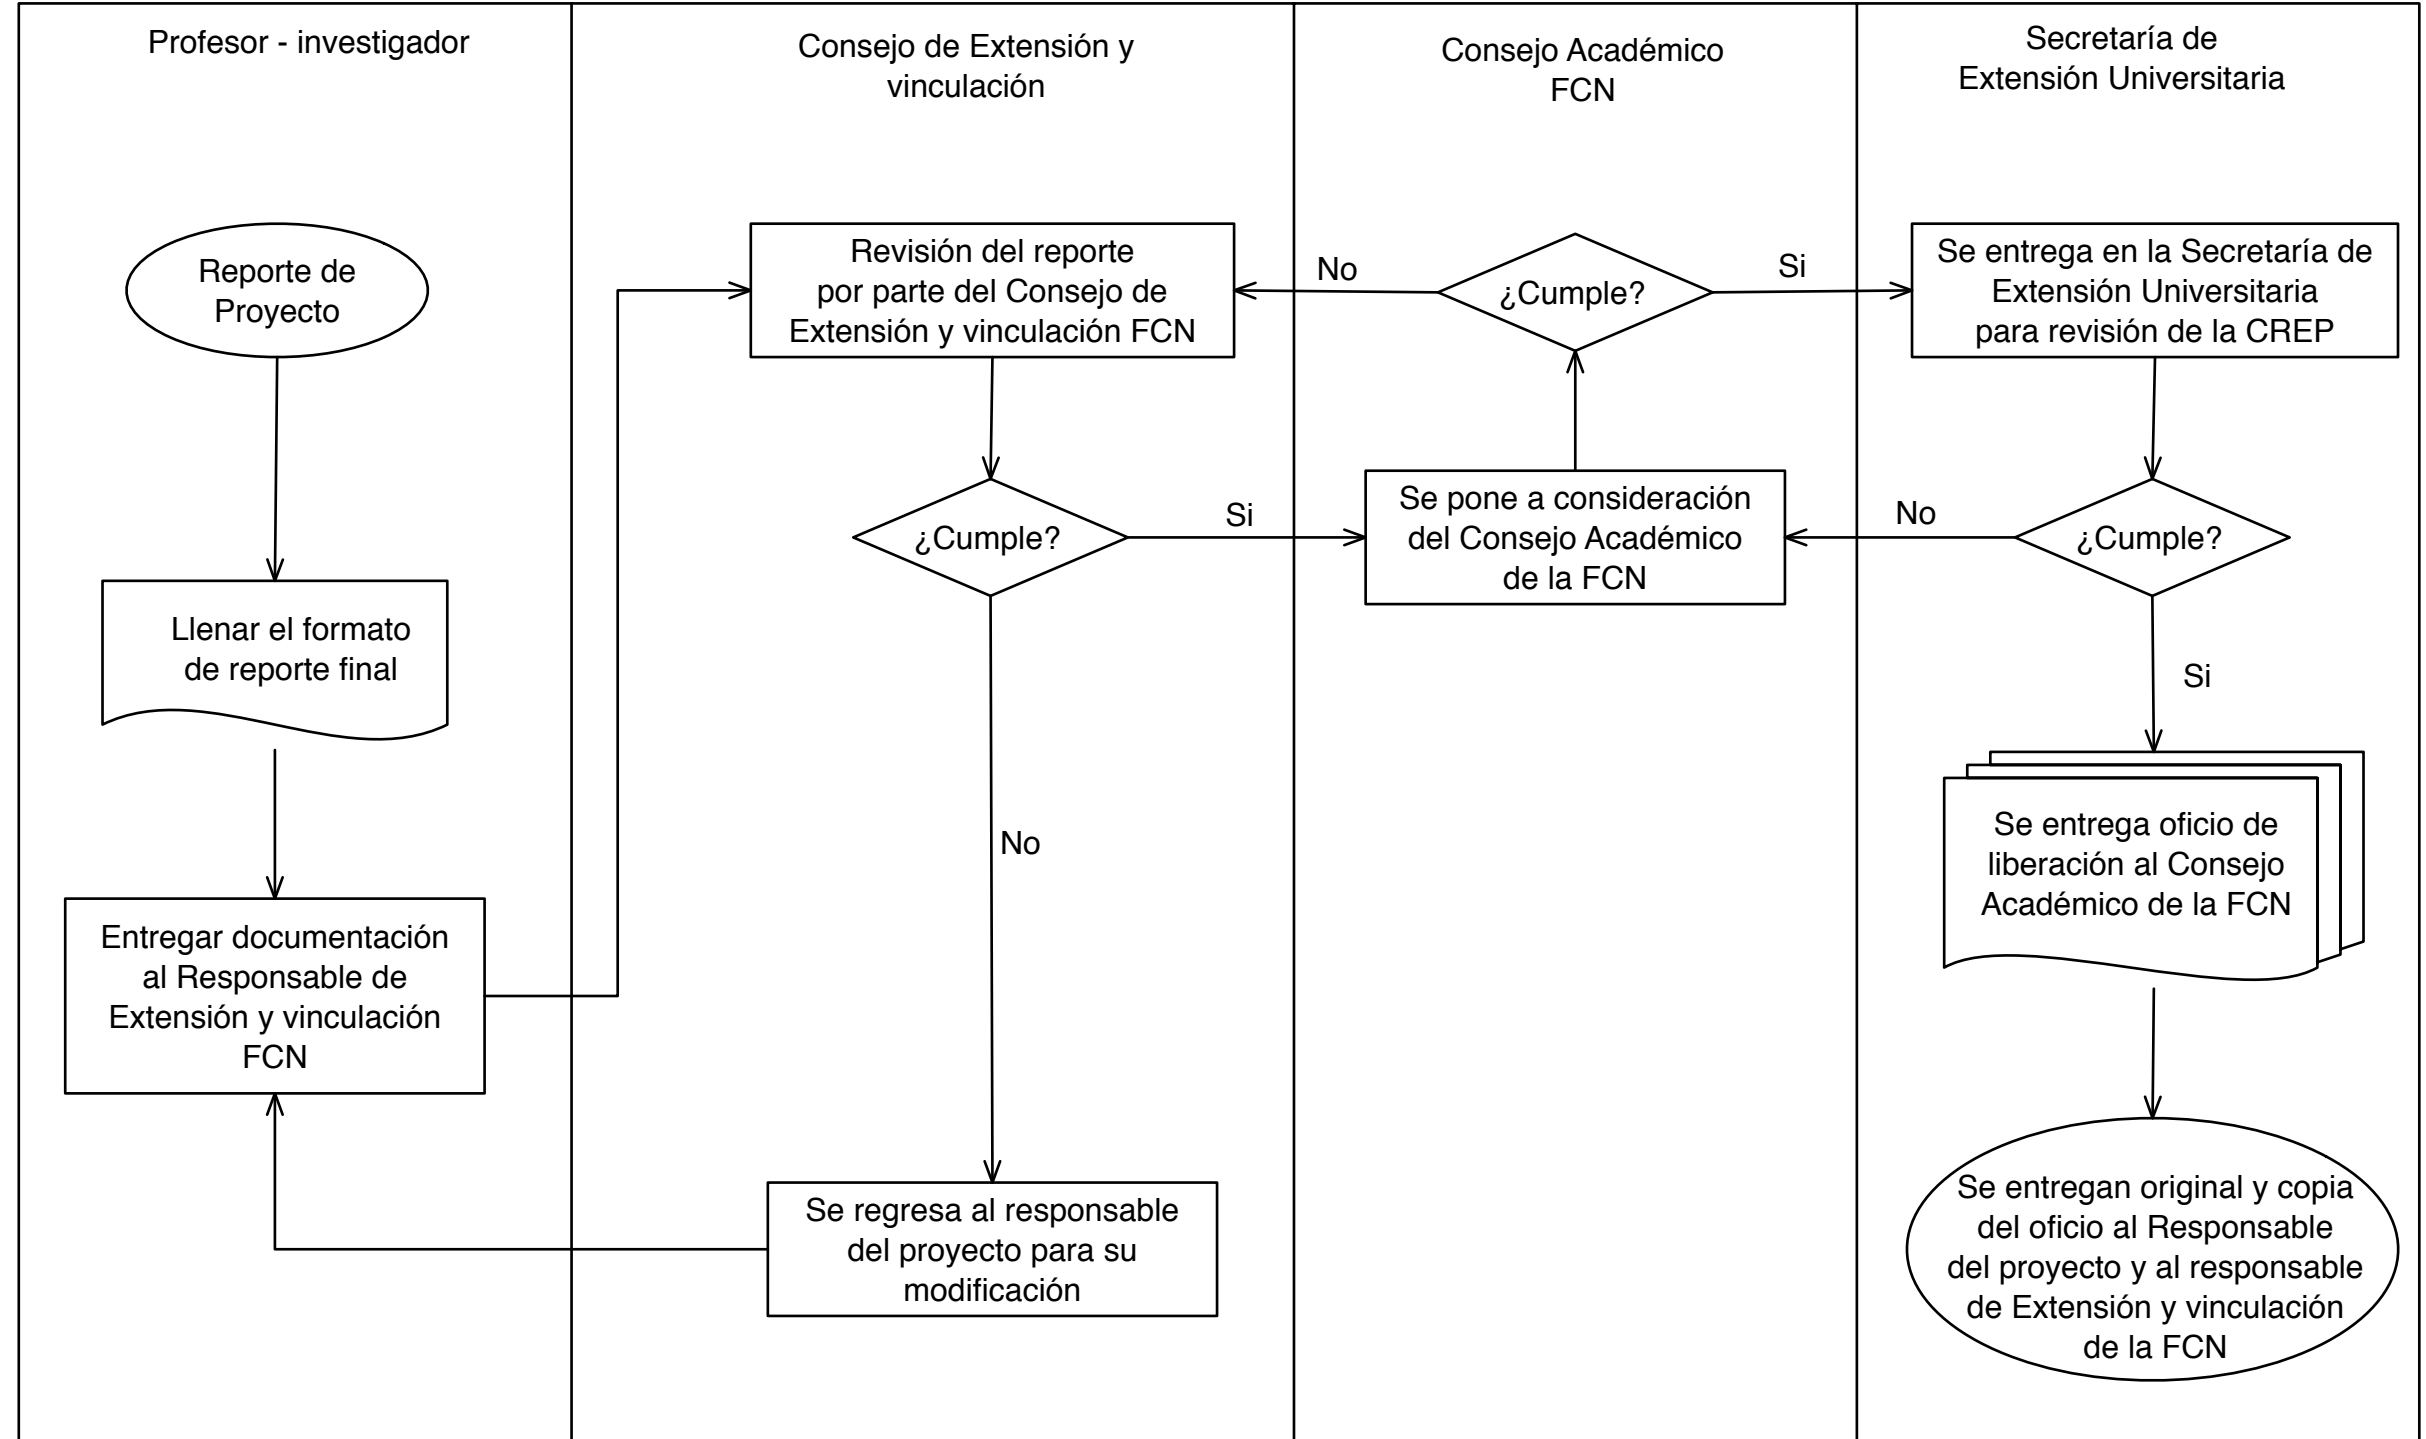 Profesor - investigador
Consejo de Extensión y
vinculación
Consejo Académico
FCN
Secretaría de
Extensión Universitaria
Reporte de
Proyecto
Llenar el formato
de reporte final
Entregar documentación
al Responsable de
Extensión y vinculación
FCN
Revisión del reporte
por parte del Consejo de
Extensión y vinculación FCN
¿Cumple?
Si
No
Se regresa al responsable
del proyecto para su
modificación
No
¿Cumple?
Si
Se pone a consideración
del Consejo Académico
de la FCN
Se entrega en la Secretaría de
Extensión Universitaria
para revisión de la CREP
No
¿Cumple?
Si
Se entrega oficio de
liberación al Consejo
Académico de la FCN
Se entregan original y copia
del oficio al Responsable
del proyecto y al responsable
de Extensión y vinculación
de la FCN